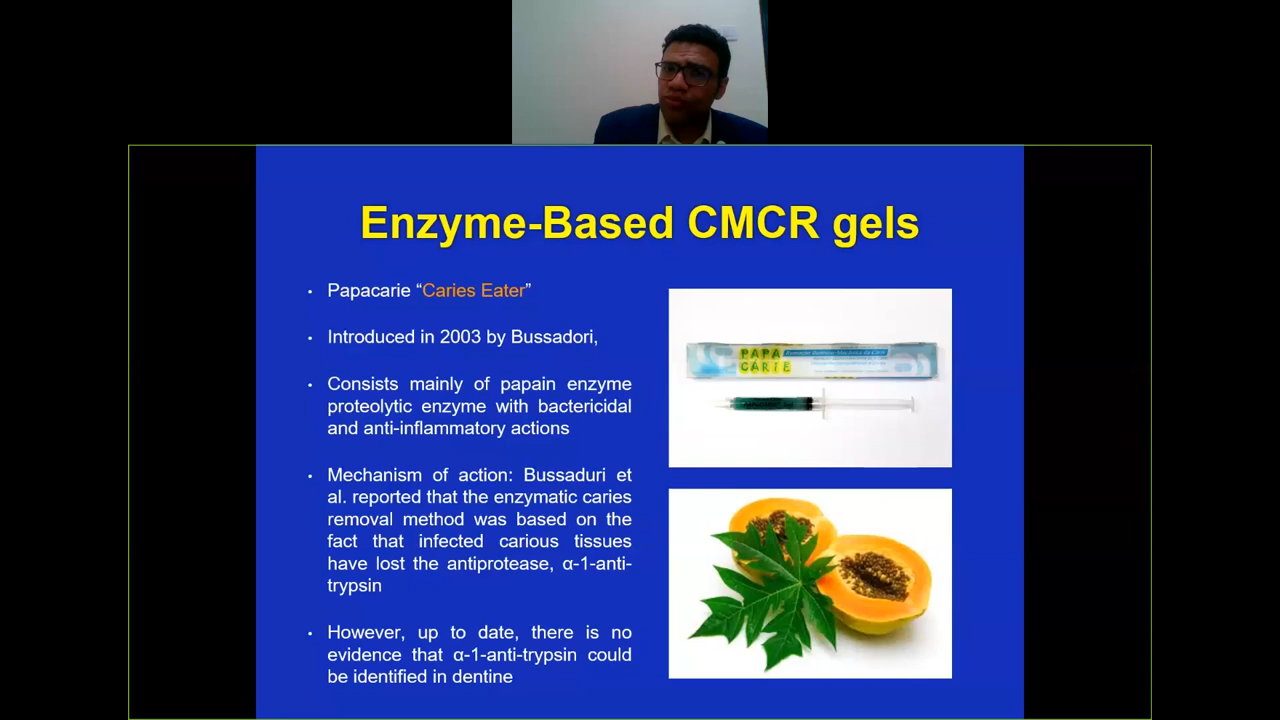 Enzyme-Based CMCR gels
• Papacarie “Caries Eater”
• Introduced in 2003 by Bussadori,
• Consists mainly of papain enzyme
proteolytic enzyme with bactericidal
and anti-inflammatory actions
• Mechanism of action: Bussaduri et
al. reported that the enzymatic caries
removal method was based on the
fact that infected carious tissues
have lost the antiprotease, α-1-anti-
trypsin
• However, up to date, there is no
evidence that α-1-anti-trypsin could
be identified in dentine
PAPA
CARIE